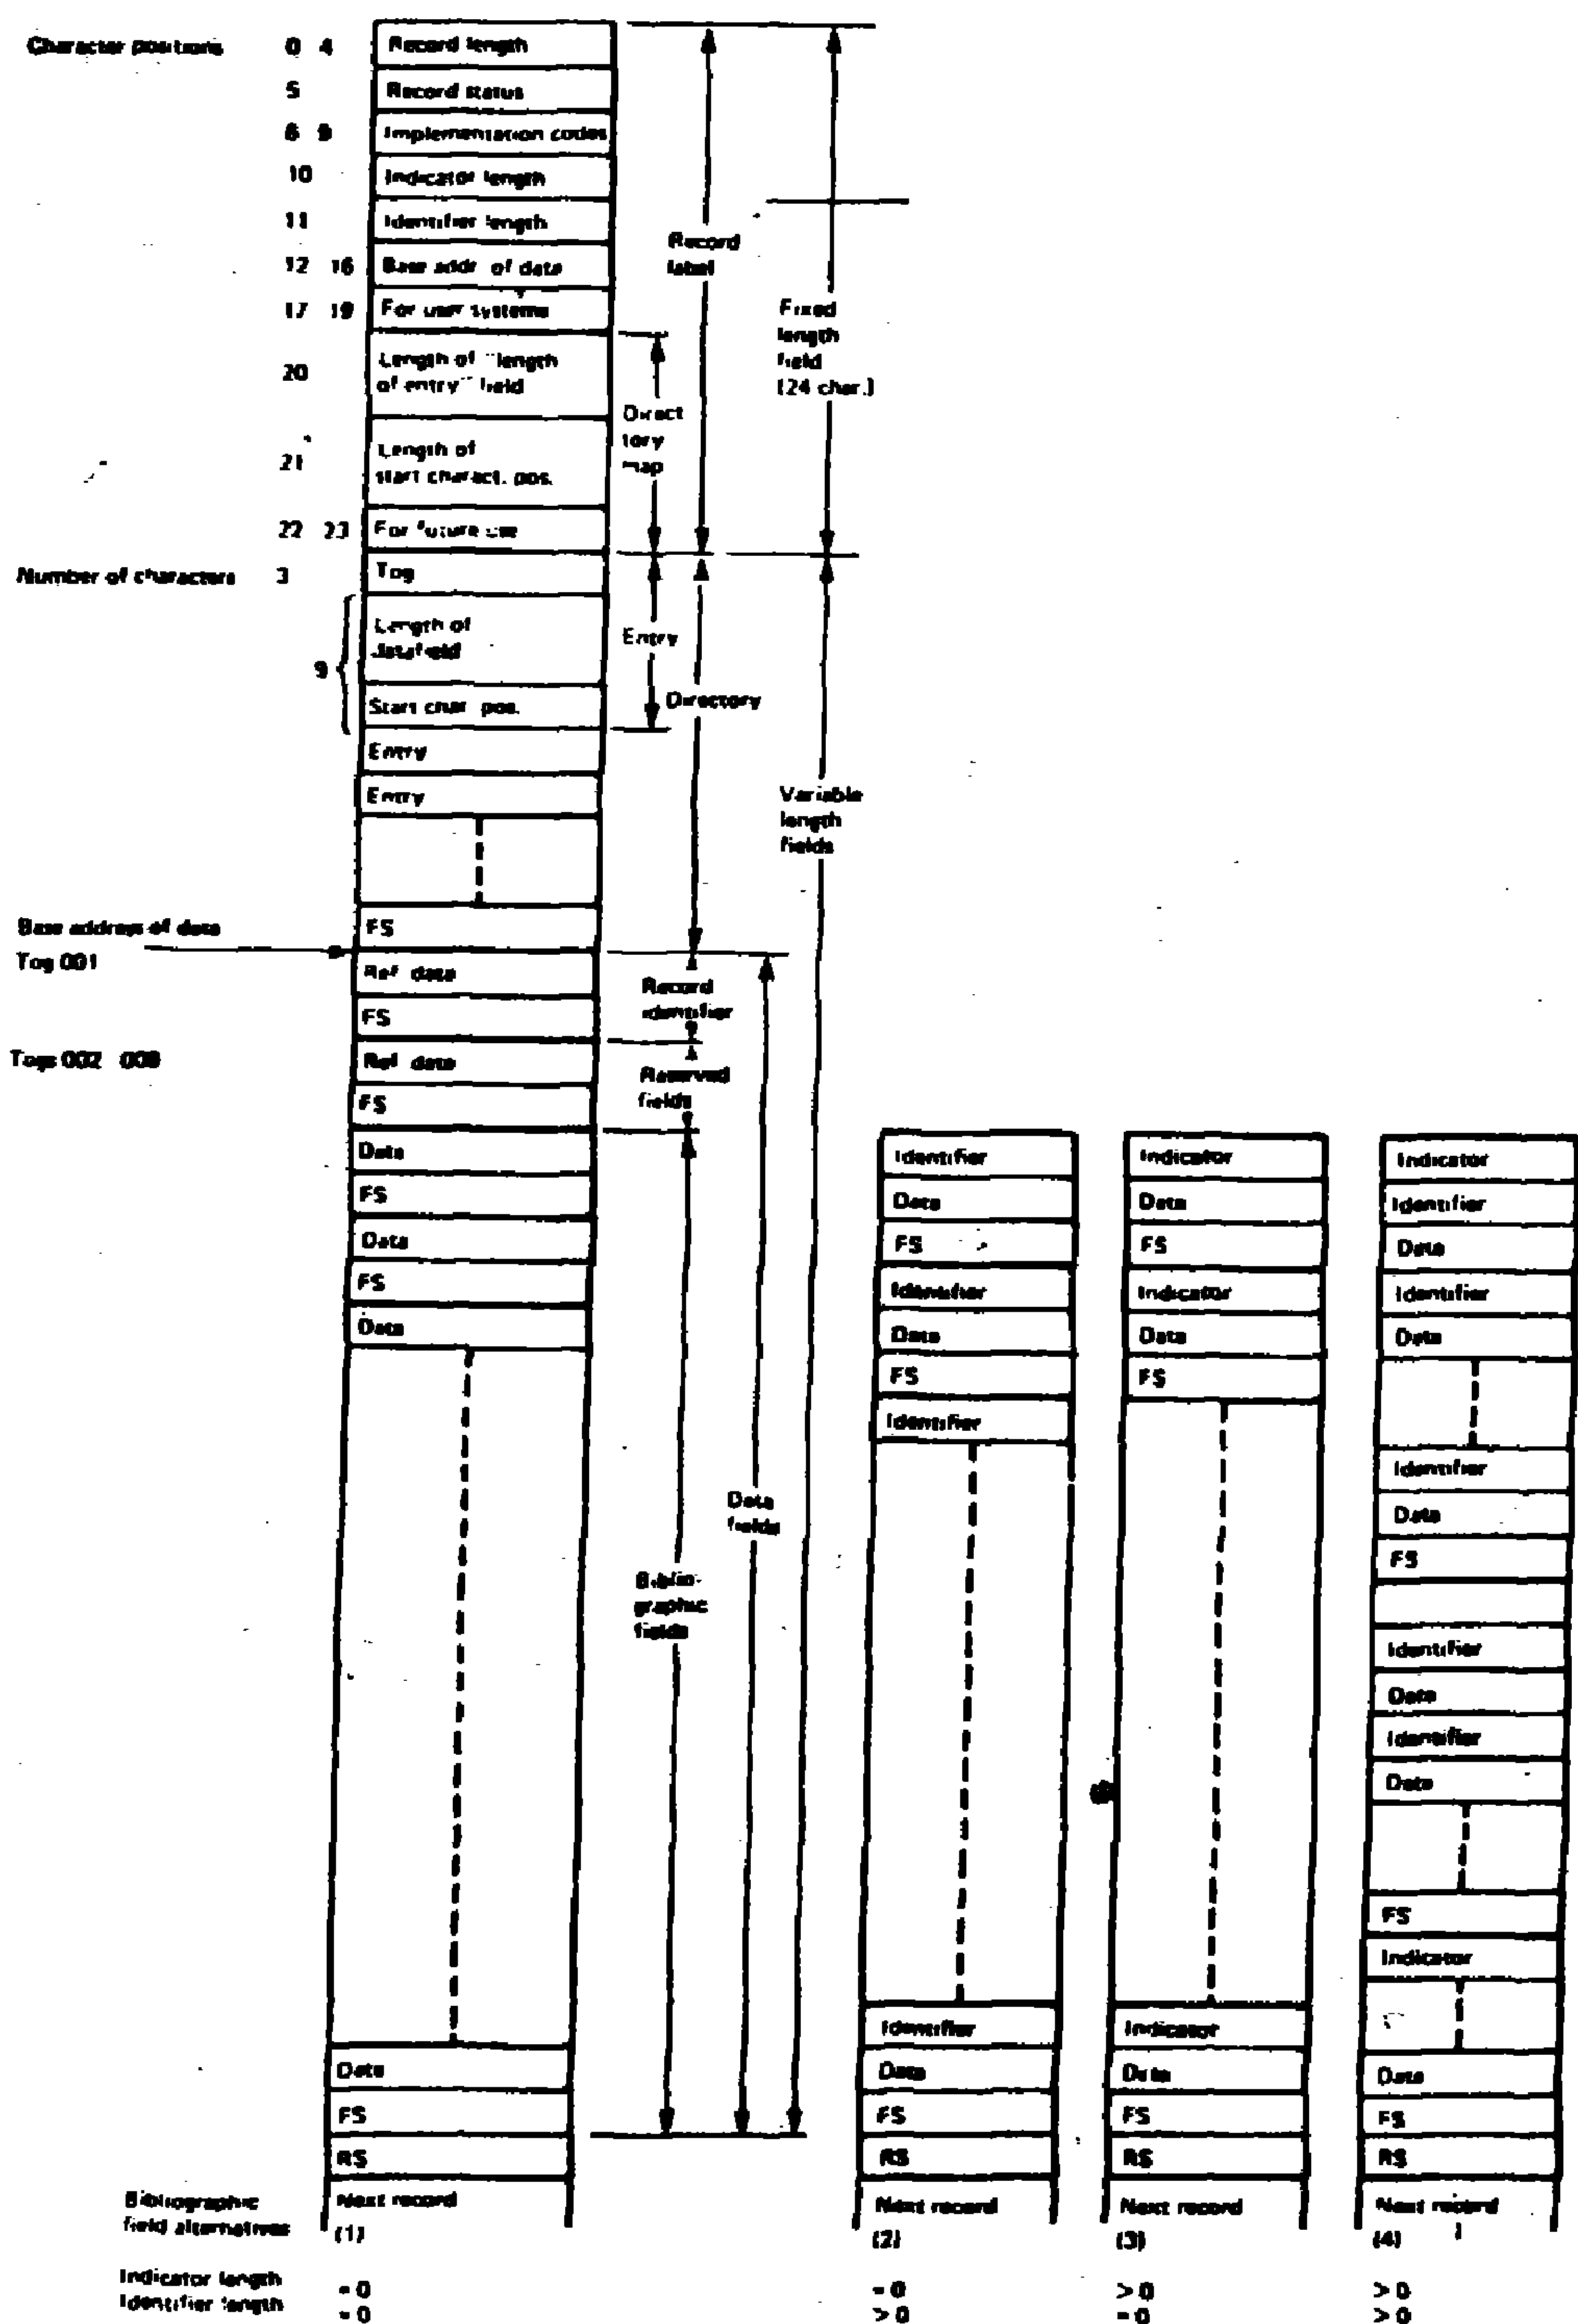 Character positions 0 4 Record length
5 Record status
6 9 Implementation codes
10 Indicator length
11 Identifier length
Record
label
12 16 Base addr. of data
17 19 For user systems
Fixed
length
field
(24 char.)
20 Length of "length
of entry" field
Direct
tory
map
21 Length of
start charact. pos.
22 23 For future use
Number of characters 3 Tag
9 Length of
datafield
Entry
Start char. pos.
Directory
Entry
Entry
Variable
length
fields
Base address of data
FS
Tag 001
Ref data
Record
identifier
FS
Tags 002 009
Ref data
Reserved
fields
FS
Data
FS
Data
FS
Data
Biblio-
graphic
fields
Data
fields
Data
FS
RS
Next record
(1)
Identifier
Data
FS
Identifier
Data
FS
Identifier
Identifier
Data
FS
RS
Next record
(2)
Indicator
Data
FS
Indicator
Data
FS
Indicator
Data
FS
RS
Next record
(3)
Indicator
Identifier
Data
Identifier
Data
Identifier
Data
FS
Identifier
Data
Identifier
Data
FS
Indicator
Data
FS
RS
Next record
(4)
Bibliographic
field alternatives
Indicator length = 0 = 0 > 0 > 0
Identifier length = 0 > 0 = 0 > 0